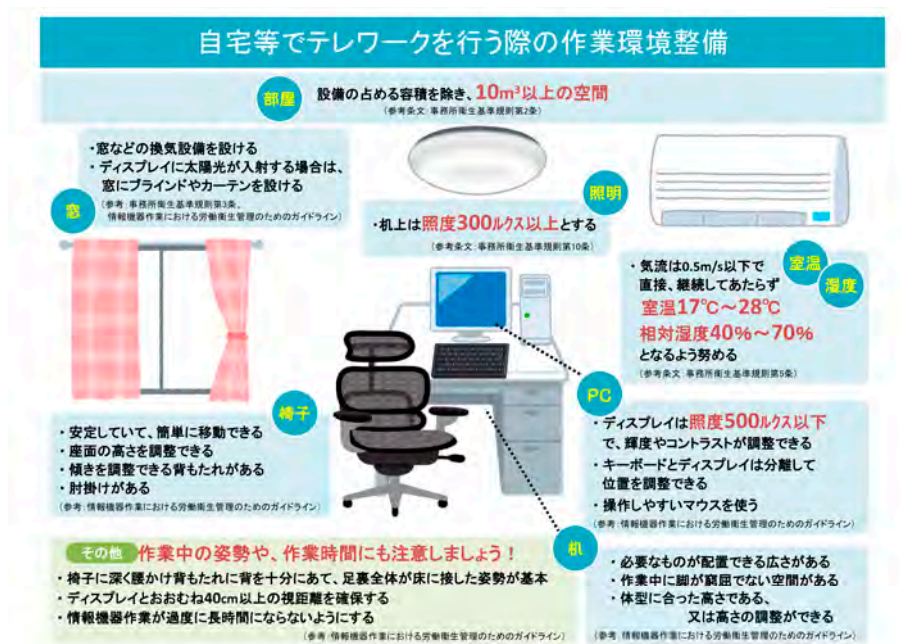 自宅等でテレワークを行う際の作業環境整備
部屋
設備の占める容積を除き、10m³以上の空間
(参考条文:事務所衛生基準規則第2条)
・窓などの換気設備を設ける
・ディスプレイに太陽光が入射する場合は、
窓にブラインドやカーテンを設ける
(参考:事務所衛生基準規則第3条、
情報機器作業における労働衛生管理のためのガイドライン)
窓
照明
・机上は照度300ルクス以上とする
(参考条文:事務所衛生基準規則第10条)
室温
湿度
・気流は0.5m/s以下で
直接、継続してあたらず
室温17℃~28℃
相対湿度40%~70%
となるよう努める
(参考条文:事務所衛生基準規則第5条)
椅子
・安定していて、簡単に移動できる
・座面の高さを調整できる
・傾きを調整できる背もたれがある
・肘掛けがある
(参考:情報機器作業における労働衛生管理のためのガイドライン)
PC
・ディスプレイは照度500ルクス以下
で、輝度やコントラストが調整できる
・キーボードとディスプレイは分離して
位置を調整できる
・操作しやすいマウスを使う
(参考:情報機器作業における労働衛生管理のためのガイドライン)
その他 作業中の姿勢や、作業時間にも注意しましょう!
・椅子に深く腰かけ背もたれに背を十分にあて、足裏全体が床に接した姿勢が基本
・ディスプレイとおおむね40cm以上の視距離を確保する
・情報機器作業が過度に長時間にならないようにする
(参考:情報機器作業における労働衛生管理のためのガイドライン)
机
・必要なものが配置できる広さがある
・作業中に脚が窮屈でない空間がある
・体型に合った高さである、
又は高さの調整ができる
(参考:情報機器作業における労働衛生管理のためのガイドライン)